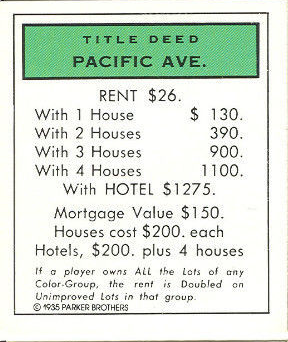 TITLE DEED
PACIFIC AVE.
RENT $26.
With 1 House $ 130.
With 2 Houses 390.
With 3 Houses 900.
With 4 Houses 1100.
With HOTEL $1275.
Mortgage Value $150.
Houses cost $200. each
Hotels, $200. plus 4 houses
If a player owns ALL the Lots of any
Color-Group, the rent is Doubled on
Unimproved Lots in that group.
© 1935 PARKER BROTHERS